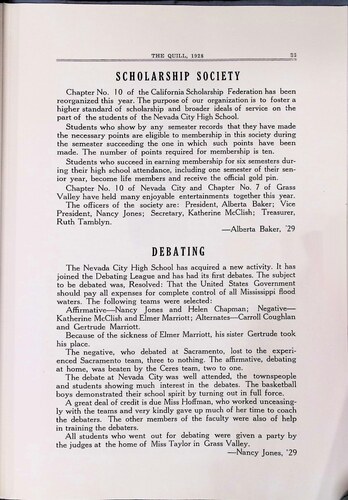 THE QUILL, 1928 23
SCHOLARSHIP SOCIETY
Chapter No. 10 of the California Scholarship Federation has been
reorganized this year. The purpose of our organization is to foster a
higher standard of scholarship and broader ideals of service on the
part of the students of the Nevada City High School.
Students who show by any semester records that they have made
the necessary points are eligible to membership in this society during
the semester succeeding the one in which such points have been
made. The number of points required for membership is ten.
Students who succeed in earning membership for six semesters dur-
ing their high school attendance, including one semester of their sen-
ior year, become life members and receive the official gold pin.
Chapter No. 10 of Nevada City and Chapter No. 7 of Grass
Valley have held many enjoyable entertainments together this year.
The officers of the society are: President, Alberta Baker; Vice
President, Nancy Jones; Secretary, Katherine McClish; Treasurer,
Ruth Tamblyn.
—Alberta Baker, '29
DEBATING
The Nevada City High School has acquired a new activity. It has
joined the Debating League and has had its first debates. The subject
to be debated was, Resolved: That the United States Government
should pay all expenses for complete control of all Mississippi flood
waters. The following teams were selected:
Affirmative—Nancy Jones and Helen Chapman; Negative—
Katherine McClish and Elmer Marriott; Alternates—Carroll Coughlan
and Gertrude Marriott.
Because of the sickness of Elmer Marriott, his sister Gertrude took
his place.
The negative, who debated at Sacramento, lost to the experi-
enced Sacramento team, three to nothing. The affirmative, debating
at home, was beaten by the Ceres team, two to one.
The debate at Nevada City was well attended, the townspeople
and students showing much interest in the debates. The basketball
boys demonstrated their school spirit by turning out in full force.
A great deal of credit is due Miss Hoffman, who worked unceasing-
ly with the teams and very kindly gave up much of her time to coach
the debaters. The other members of the faculty were also of help
in training the debaters.
All students who went out for debating were given a party by
the judges at the home of Miss Taylor in Grass Valley.
—Nancy Jones, '29